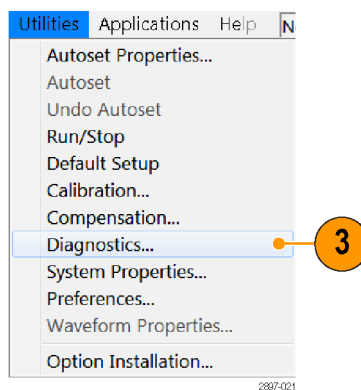 Utilities Applications Help N
Autoset Properties...
Autoset
Undo Autoset
Run/Stop
Default Setup
Calibration...
Compensation...
Diagnostics...
3
System Properties...
Preferences...
Waveform Properties...
Option Installation...
2897-021